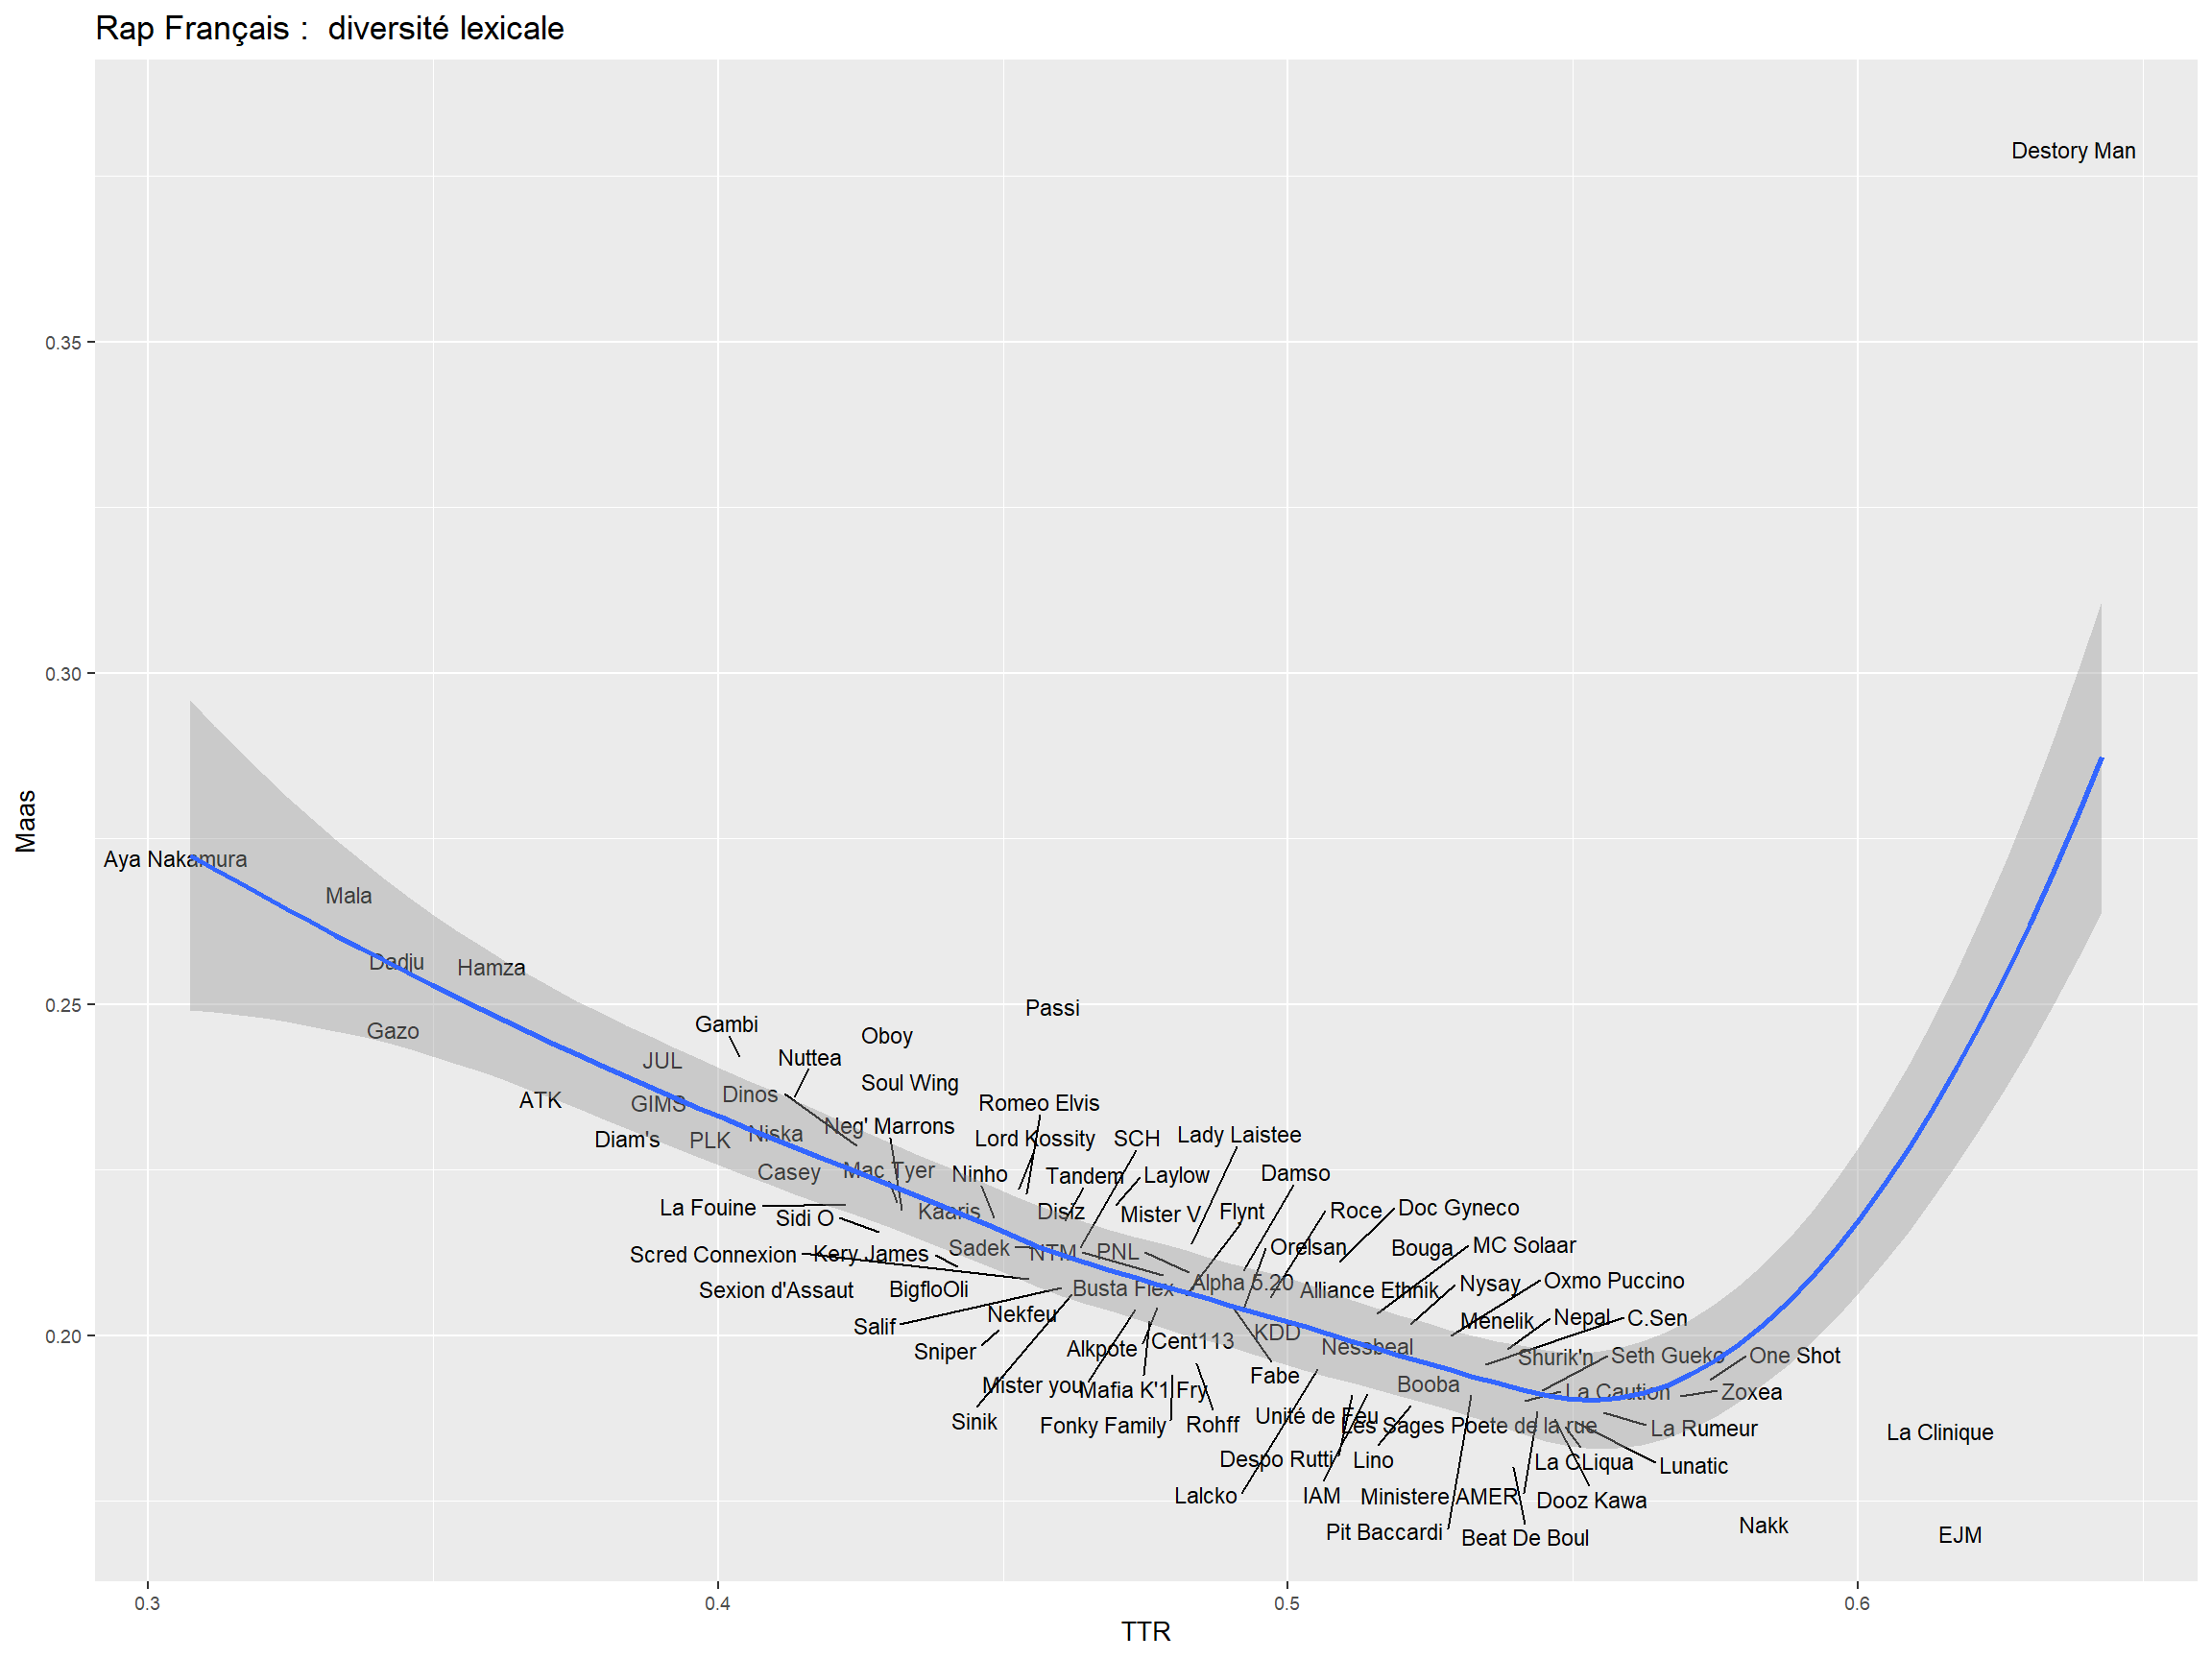 Rap Français :  diversité lexicale
Destory Man
0.35
0.30
Maas
Aya Nakamura
Mala
Dadju
Hamza
0.25
Passi
Gazo
Gambi
Oboy
JUL
Nuttea
Soul Wing
Dinos
ATK
GIMS
Romeo Elvis
Neg' Marrons
Diam's
PLK
Niska
Lord Kossity
SCH
Lady Laistee
Casey
Mac Tyer
Ninho
Tandem
Laylow
Damso
La Fouine
Sidi O
Kaaris
Disiz
Mister V
Flynt
Roce
Doc Gyneco
Scred Connexion
Kery James
Sadek
NTM
PNL
Orelsan
Bouga
MC Solaar
Sexion d'Assaut
BigfloOli
Busta Flex
Alpha 5.20
Alliance Ethnik
Nysay
Oxmo Puccino
Salif
Nekfeu
0.20
KDD
Menelik
Nepal
C.Sen
Sniper
Alkpote
Cent113
Nessbeal
Shurik'n
Seth Gueko
One Shot
Mister you
Mafia K'1 Fry
Fabe
Booba
La Caution
Zoxea
Sinik
Fonky Family
Rohff
Unité de Feu
Les Sages Poete de la rue
La Rumeur
La Clinique
Despo Rutti
Lino
La CLiqua
Lunatic
Lalcko
IAM
Ministere AMER
Dooz Kawa
Pit Baccardi
Beat De Boul
Nakk
EJM
0.3
0.4
0.5
0.6
TTR